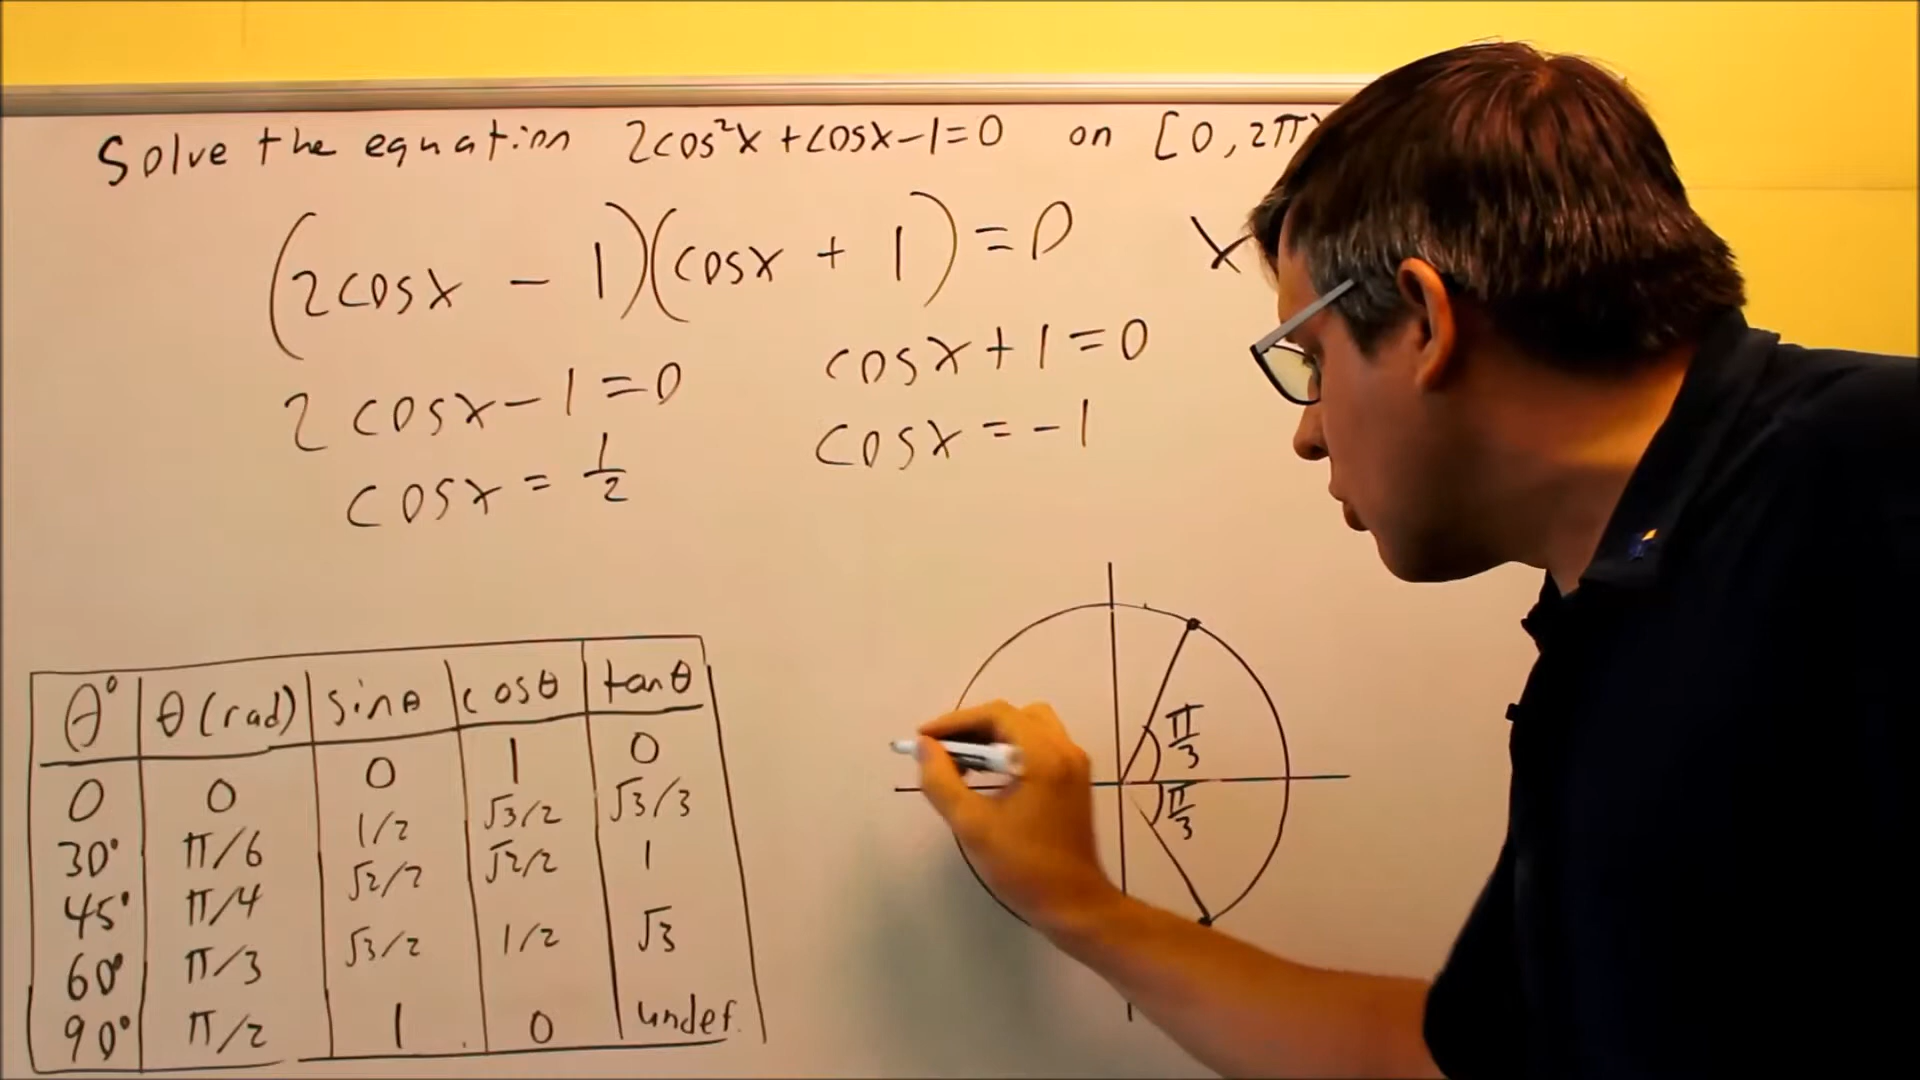 Solve the equation 2cos²x+cosx-1=0 on [0,2π)
(2cosx - 1)(cosx + 1)=0
x
2cosx-1=0
cosx+1=0
cosx=1/2
cosx=-1
θ° θ(rad) sinθ cosθ tanθ
0 0 0 1 0
30° π/6 1/2 √3/2 √3/3
45° π/4 √2/2 √2/2 1
60° π/3 √3/2 1/2 √3
90° π/2 1 0 undef.
π/3
π/3